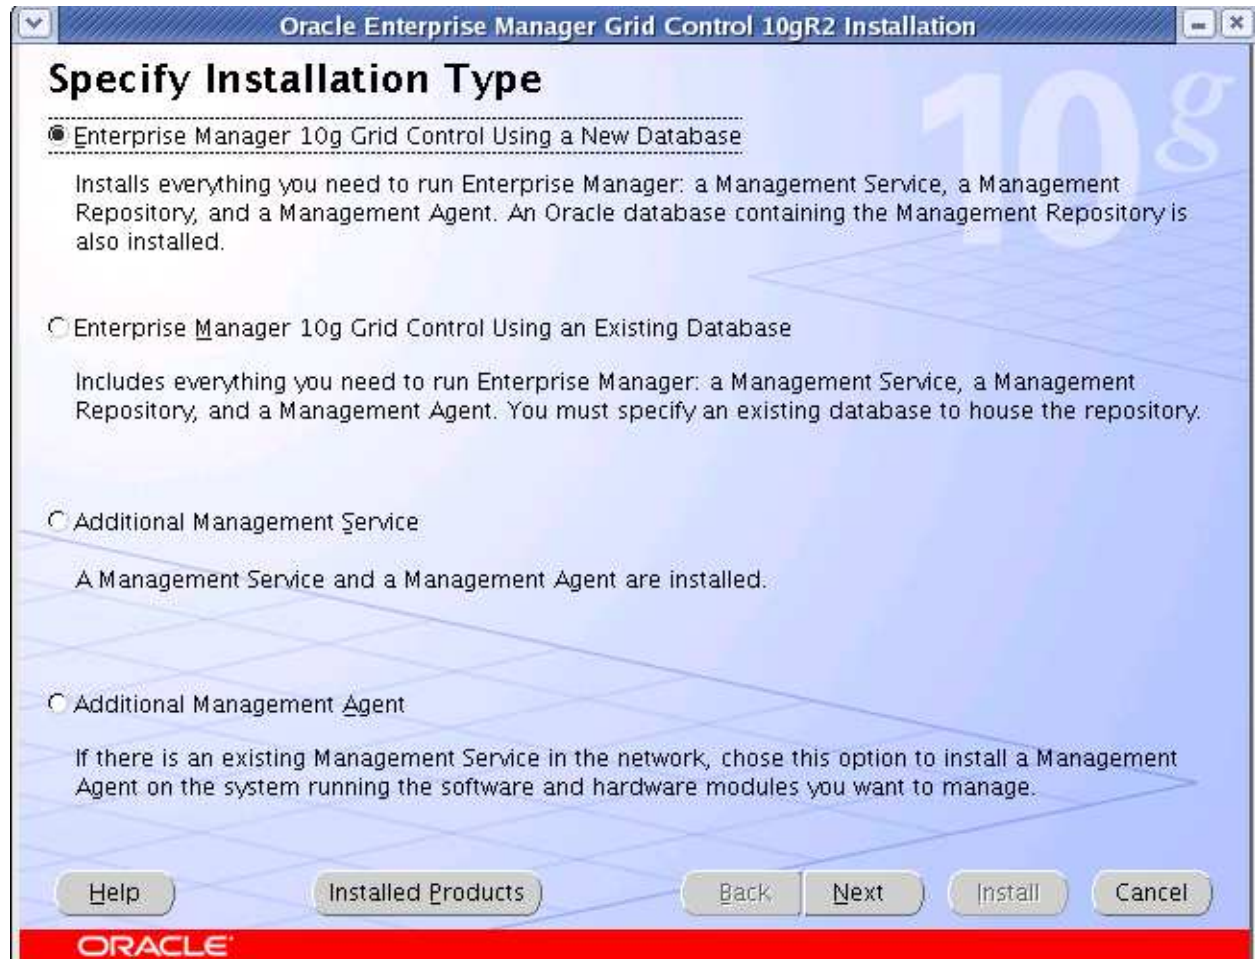 Oracle Enterprise Manager Grid Control 10gR2 Installation
Specify Installation Type
10g
Enterprise Manager 10g Grid Control Using a New Database
Installs everything you need to run Enterprise Manager: a Management Service, a Management
Repository, and a Management Agent. An Oracle database containing the Management Repository is
also installed.
Enterprise Manager 10g Grid Control Using an Existing Database
Includes everything you need to run Enterprise Manager: a Management Service, a Management
Repository, and a Management Agent. You must specify an existing database to house the repository.
Additional Management Service
A Management Service and a Management Agent are installed.
Additional Management Agent
If there is an existing Management Service in the network, chose this option to install a Management
Agent on the system running the software and hardware modules you want to manage.
Help Installed Products Back Next Install Cancel
ORACLE